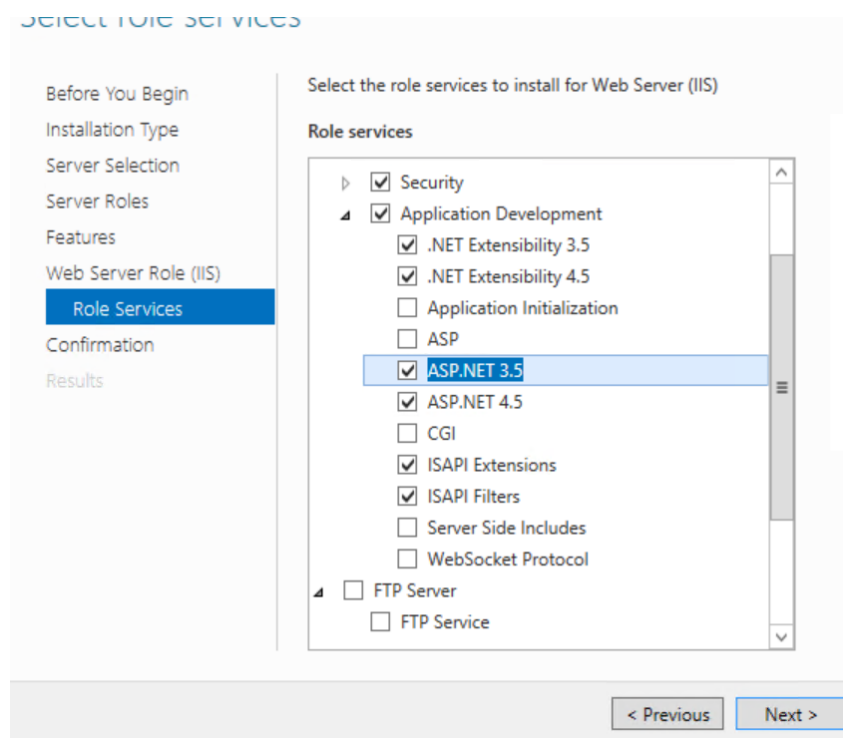 Select role services
Before You Begin
Installation Type
Server Selection
Server Roles
Features
Web Server Role (IIS)
Role Services
Confirmation
Results
Select the role services to install for Web Server (IIS)
Role services
Security
Application Development
.NET Extensibility 3.5
.NET Extensibility 4.5
Application Initialization
ASP
ASP.NET 3.5
ASP.NET 4.5
CGI
ISAPI Extensions
ISAPI Filters
Server Side Includes
WebSocket Protocol
FTP Server
FTP Service
< Previous
Next >